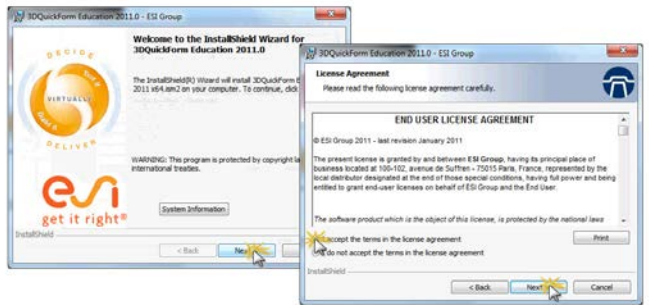 3DQuickForm Education 2011.0 - ESI Group
Welcome to the InstallShield Wizard for
3DQuickForm Education 2011.0
DECIDE
VIRTUALLY
Test it
Build it
DELIVER
The InstallShield(R) Wizard will install 3DQuickForm E
2011 x64.ism2 on your computer. To continue, click
WARNING: This program is protected by copyright la
international treaties.
esi
get it right®
System Information
InstallShield
< Back
Next
3DQuickForm Education 2011.0 - ESI Group
License Agreement
Please read the following license agreement carefully.
END USER LICENSE AGREEMENT
© ESI Group 2011 - last revision January 2011
The present license is granted by and between ESI Group, having its principal place of
business located at 100-102, avenue de Suffren - 75015 Paris, France, represented by the
local distributor designated at the end of those special conditions, having full power and being
entitled to grant end-user licenses on behalf of ESI Group and the End User.
The software product which is the object of this license, is protected by the national laws
I accept the terms in the license agreement
I do not accept the terms in the license agreement
Print
InstallShield
< Back
Next
Cancel